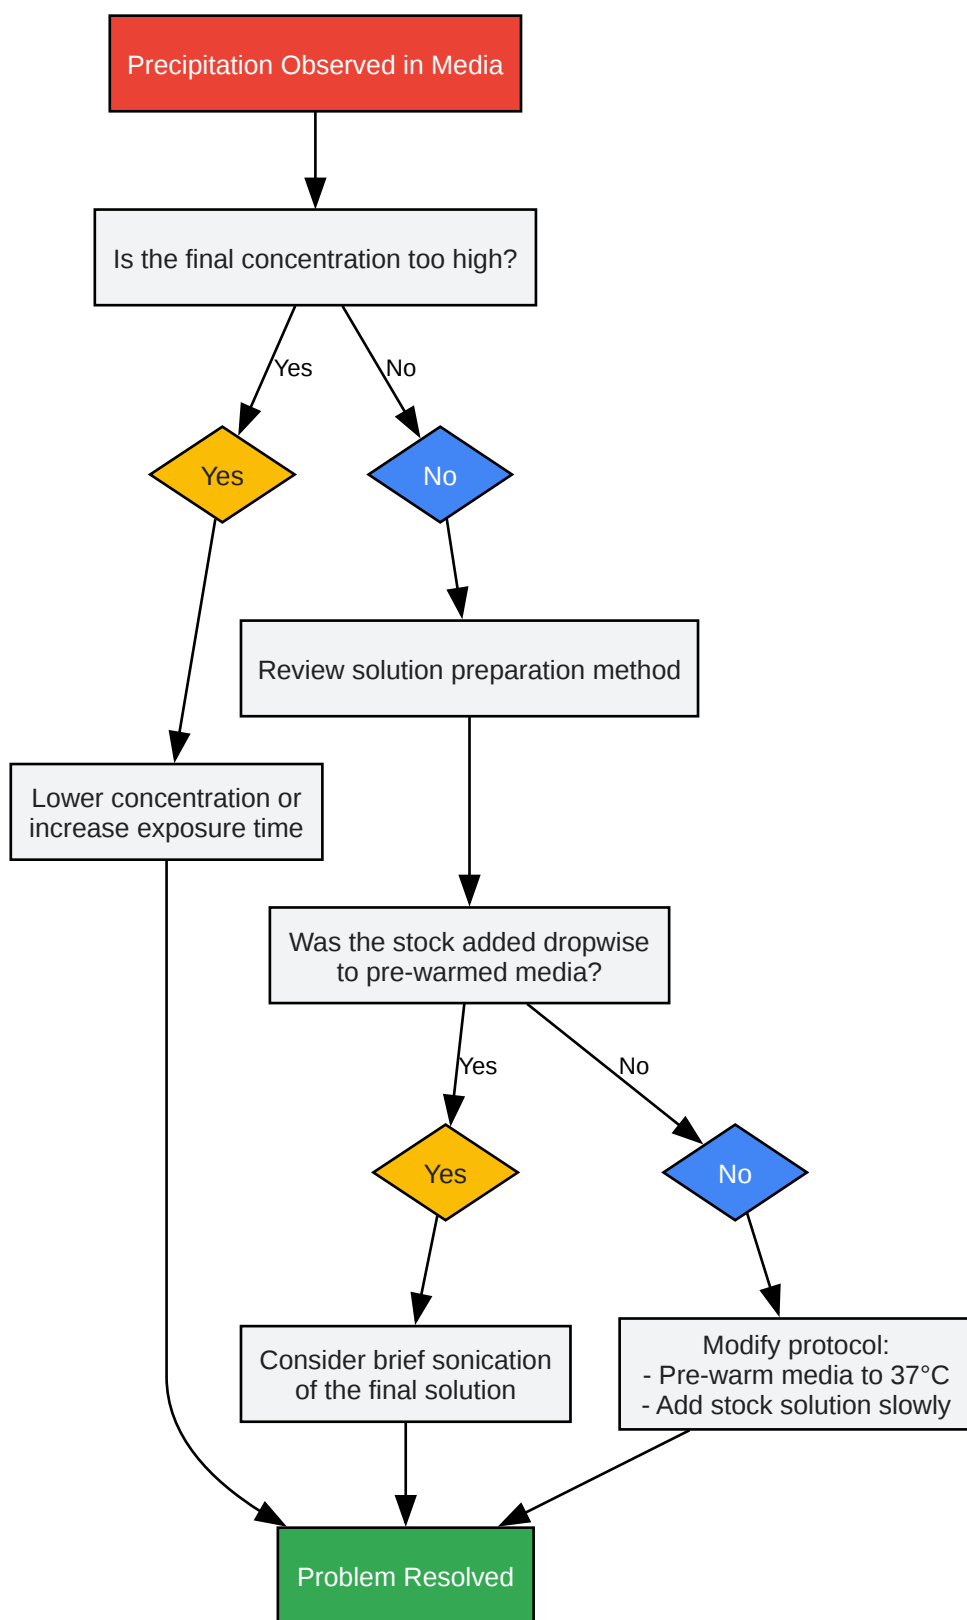 Precipitation Observed in Media
Is the final concentration too high?
Yes
No
Yes
No
Review solution preparation method
Lower concentration or
increase exposure time
Was the stock added dropwise
to pre-warmed media?
Yes
No
Yes
No
Consider brief sonication
of the final solution
Modify protocol:
- Pre-warm media to 37°C
- Add stock solution slowly
Problem Resolved